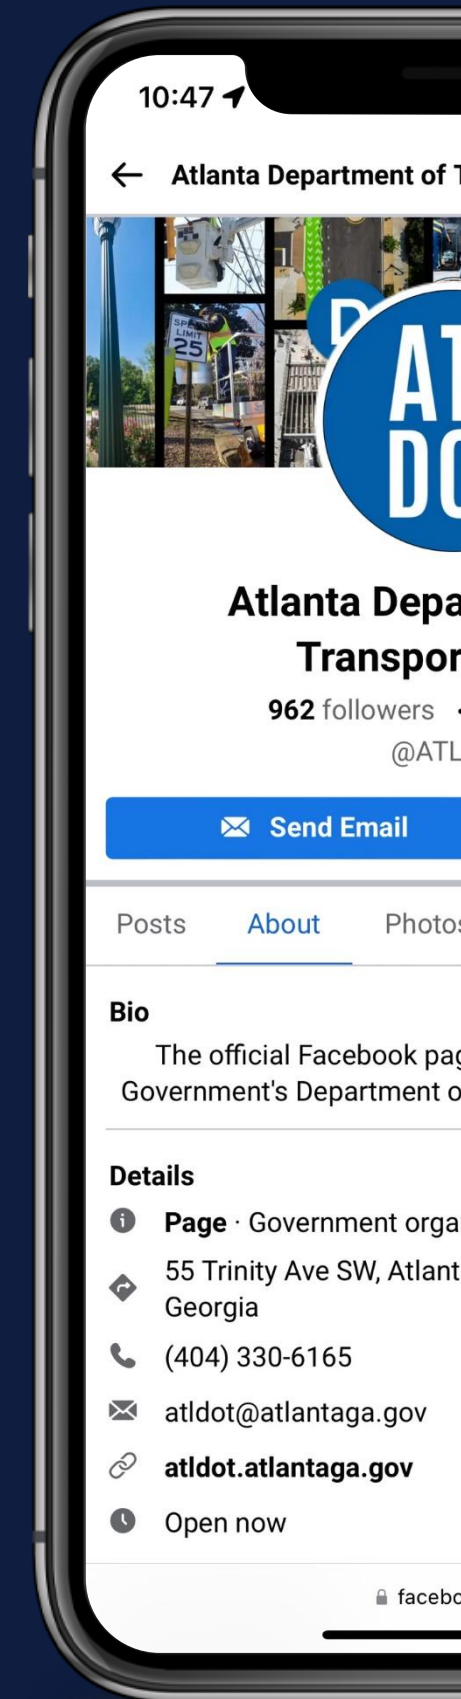 10:47
Atlanta Department of T
SPEED
LIMIT
25
D
AT
DO
Atlanta Depa
Transpor
962 followers ·
@ATL
Send Email
Posts About Photos
Bio
The official Facebook pag
Government's Department o
Details
Page · Government orga
55 Trinity Ave SW, Atlant
Georgia
(404) 330-6165
atldot@atlantaga.gov
atldot.atlantaga.gov
Open now
facebo